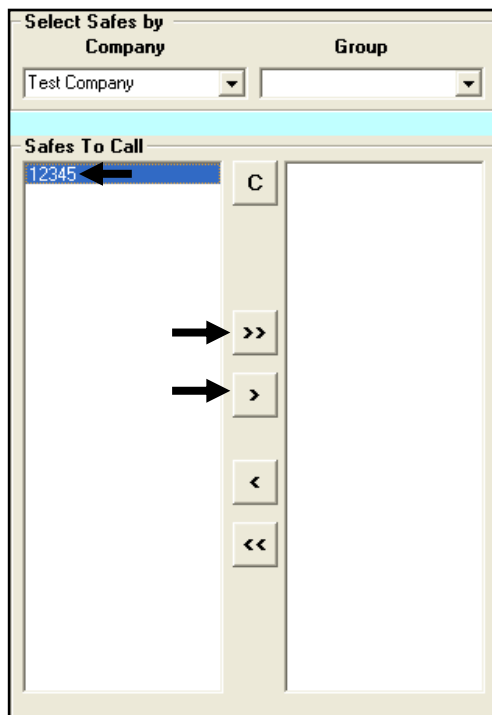 Select Safes by
Company Group
Test Company
Safes To Call
12345
C
>>
>
<
<<